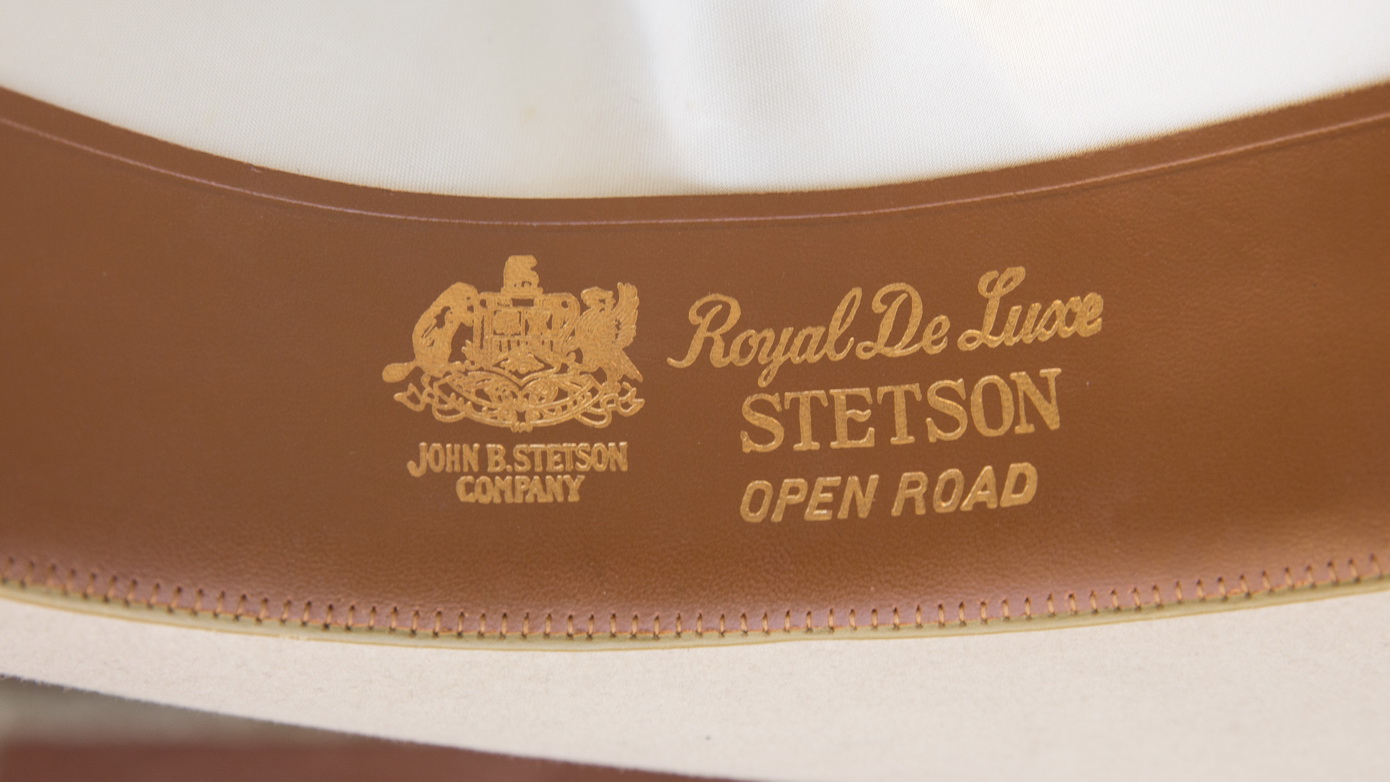 JOHN B. STETSON
COMPANY
Royal De Luxe
STETSON
OPEN ROAD